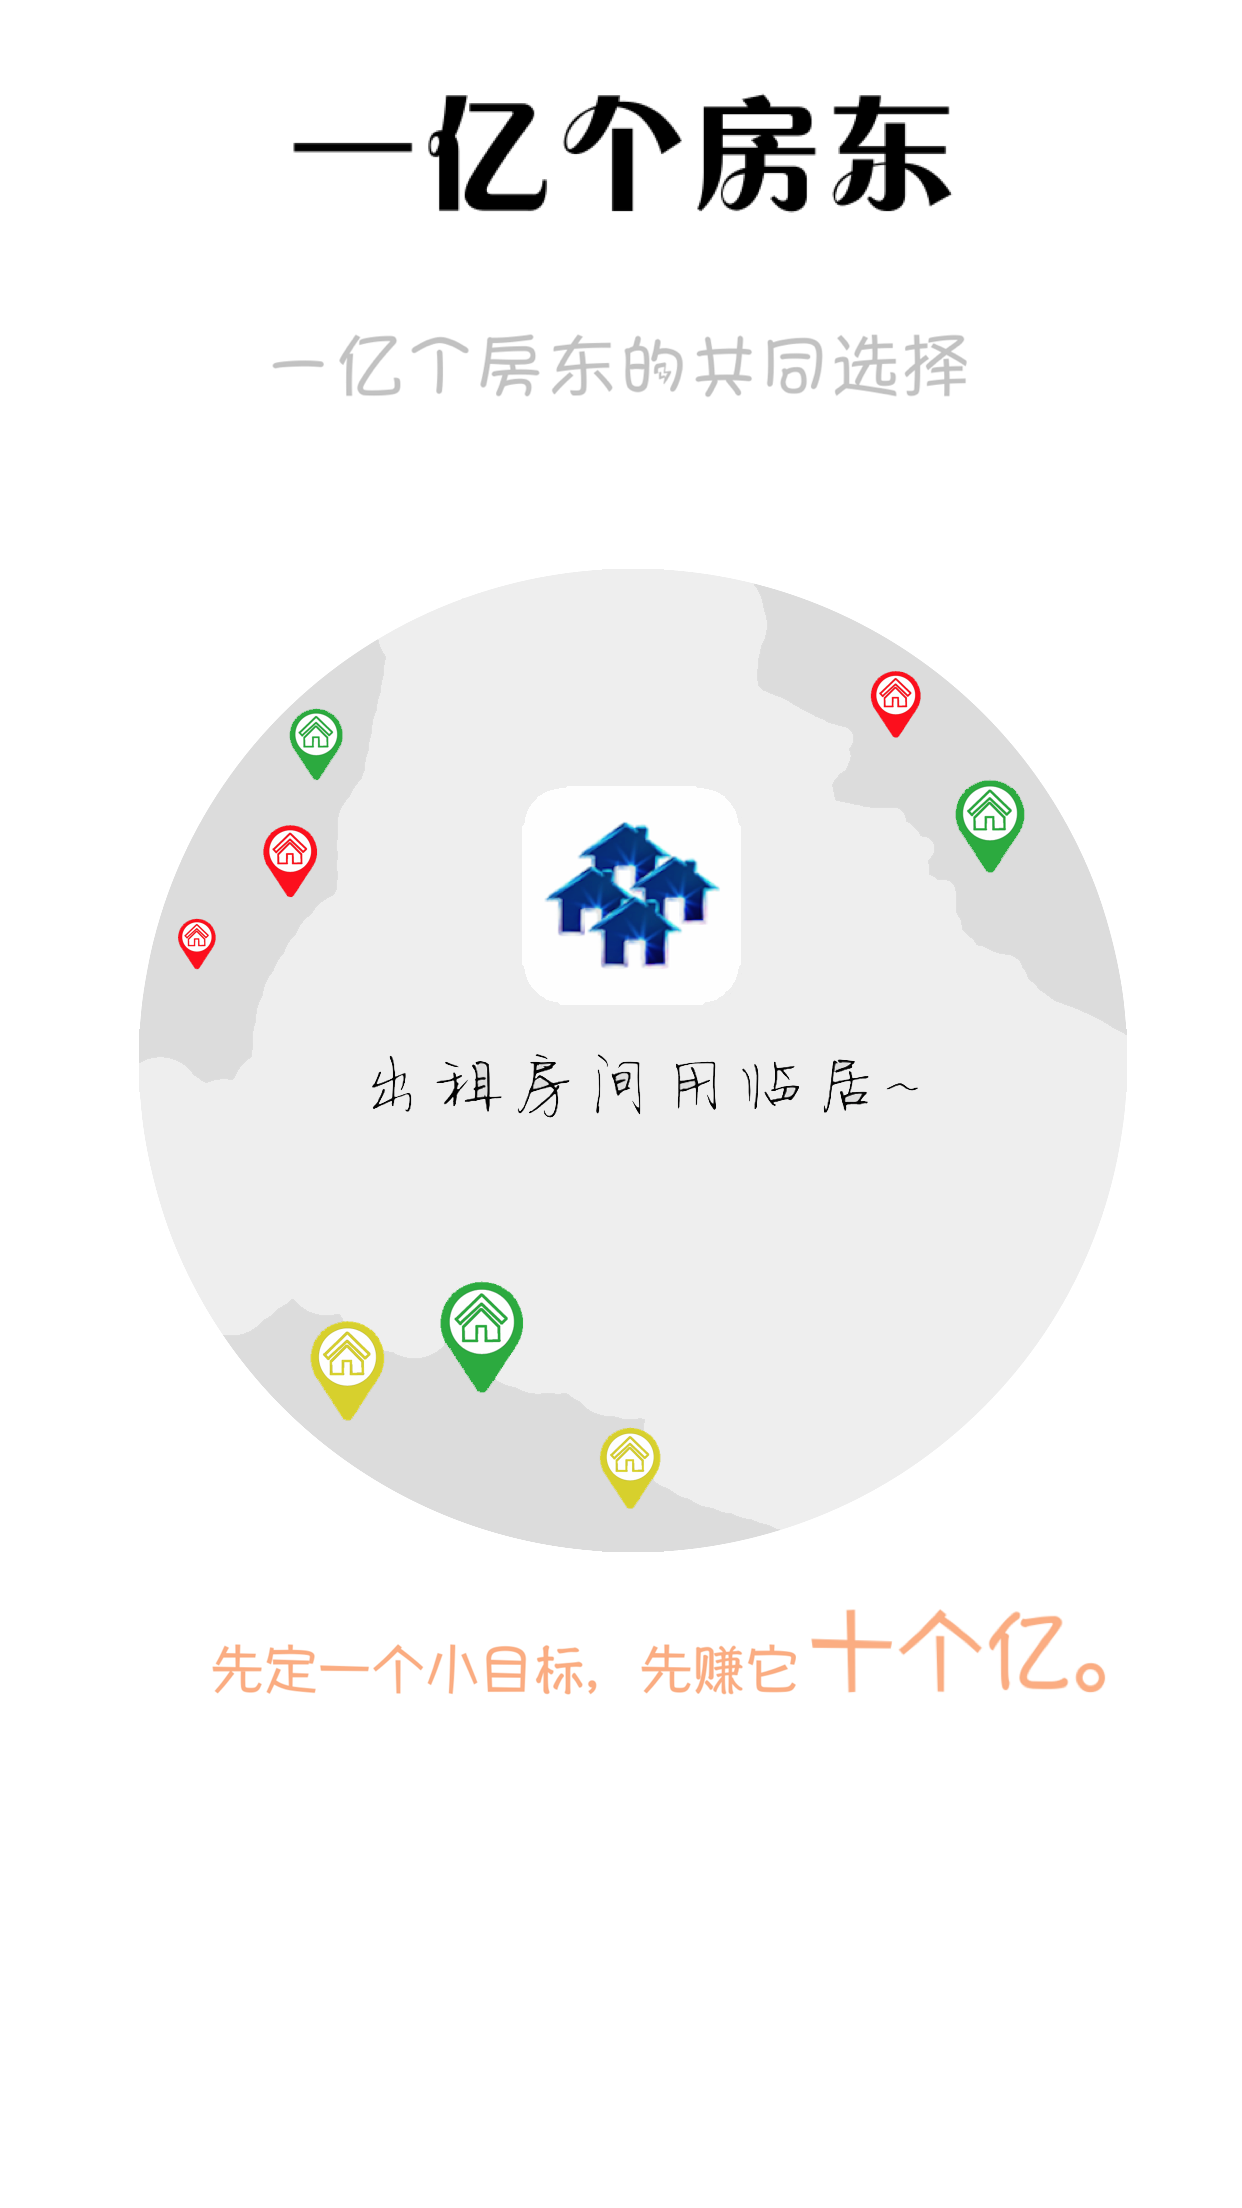 一亿个房东
一亿个房东的共同选择
出租房间用临居~
先定一个小目标，先赚它十个亿。